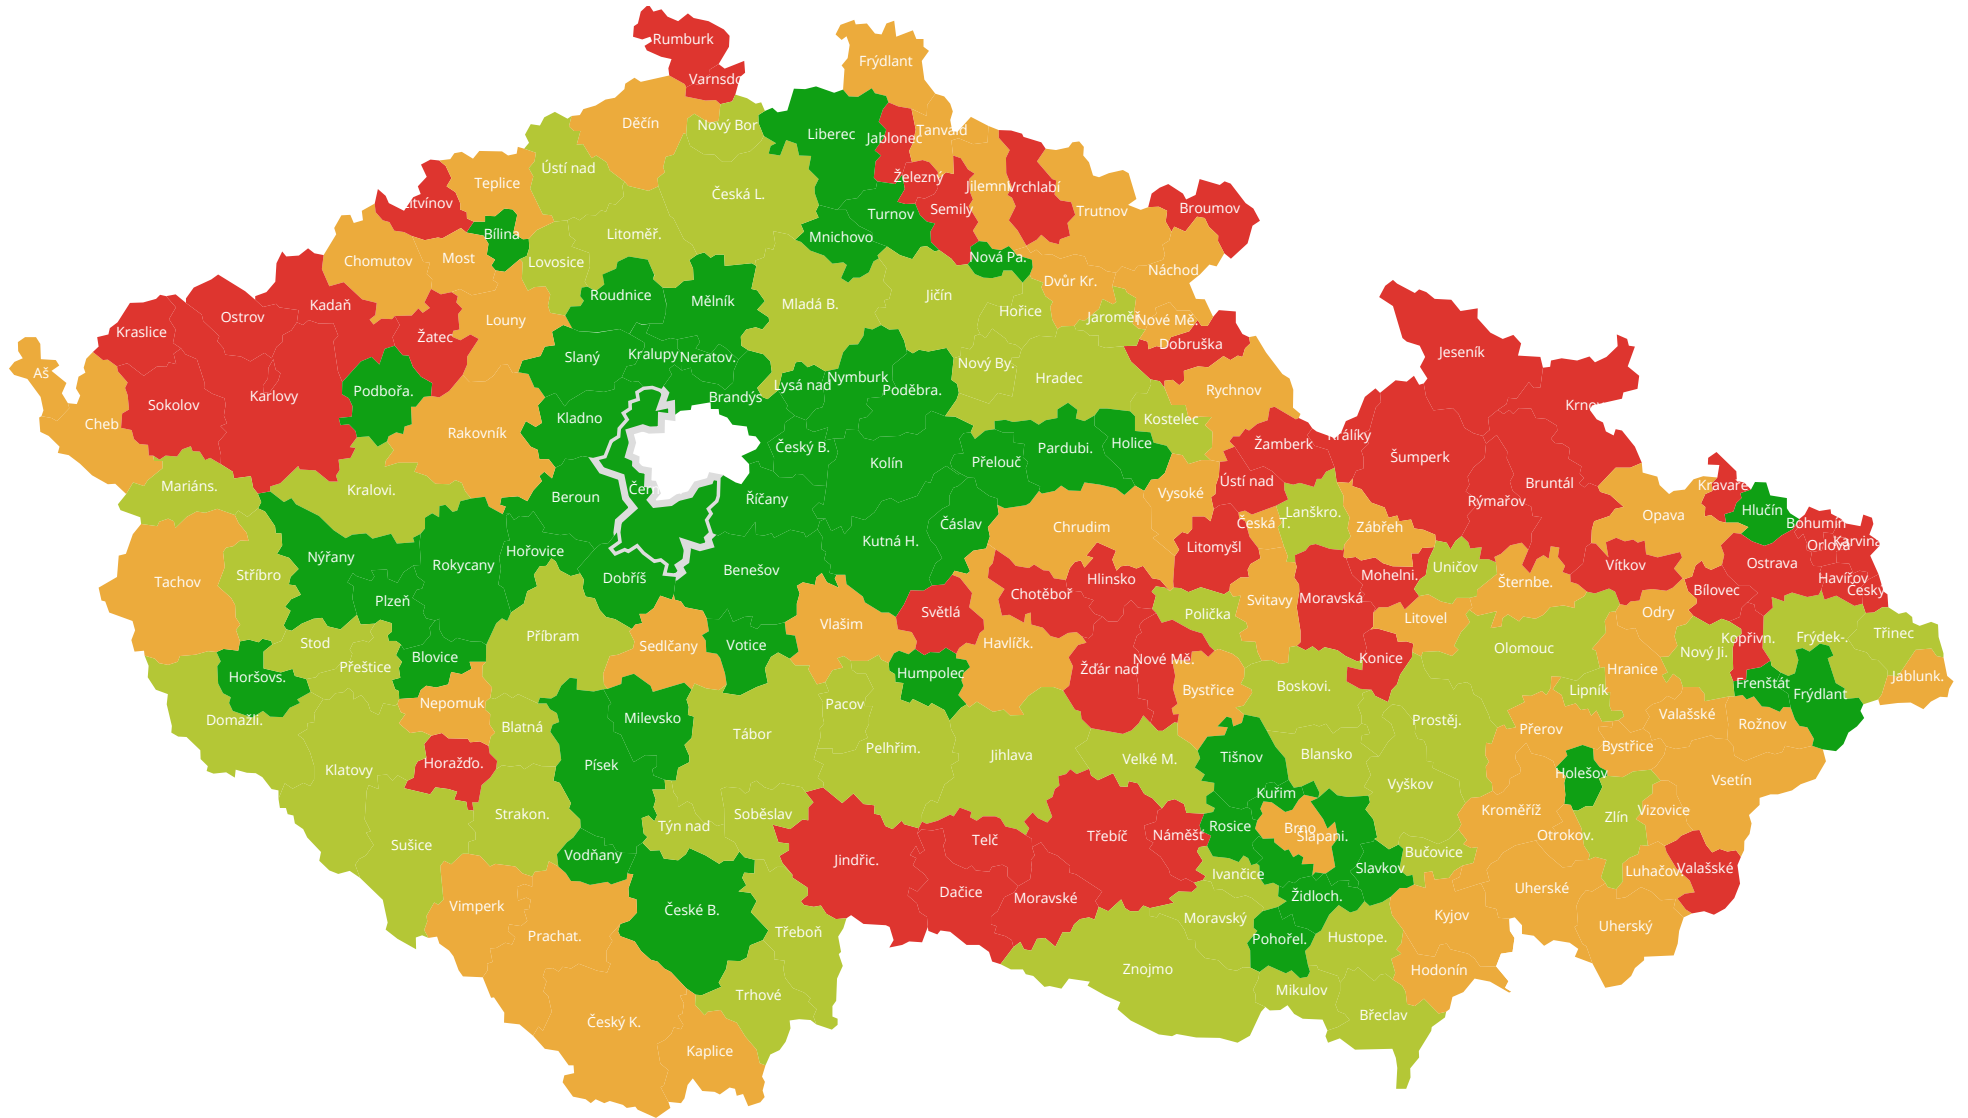 Rumburk
Frýdlant
Varnsdo
Děčín
Nový Bor
Liberec
Jablonec
Tanvald
Ústí nad
Teplice
Česká L.
Železný
Jilemni
Vrchlabí
Litvínov
Semily
Turnov
Trutnov
Broumov
Bílina
Litoměř.
Mnichovo
Chomutov
Most
Lovosice
Nová Pa.
Náchod
Dvůr Kr.
Roudnice
Mělník
Mladá B.
Jičín
Kadaň
Ostrov
Kraslice
Louny
Hořice
Jaroměř
Nové Mě.
Žatec
Dobruška
Slaný
Kralupy
Neratov.
Jeseník
Aš
Nový By.
Hradec
Nymburk
Lysá nad
Poděbra.
Podbořa.
Karlovy
Sokolov
Brandýs
Rychnov
Krno
Cheb
Kladno
Rakovník
Kostelec
Český B.
Pardubi.
Holice
Žamberk
Králíky
Šumperk
Kolín
Přelouč
Mariáns.
Kralovi.
Čer
Beroun
Říčany
Vysoké
Ústí nad
Rýmařov
Bruntál
Kravaře
Hlučín
Lanškro.
Opava
Bohumín
Čáslav
Chrudim
Česká T.
Zábřeh
Kutná H.
Litomyšl
Orlová
Karviná
Nýřany
Rokycany
Hořovice
Dobříš
Benešov
Tachov
Stříbro
Hlinsko
Mohelni.
Uničov
Šternbe.
Vítkov
Ostrava
Havířov
Český
Bílovec
Plzeň
Chotěboř
Světlá
Moravská
Svitavy
Polička
Litovel
Odry
Vlašim
Příbram
Sedlčany
Votice
Havlíčk.
Stod
Přeštice
Blovice
Kopřivn.
Frýdek-.
Třinec
Nový Ji.
Olomouc
Konice
Nové Mě.
Žďár nad
Horšovs.
Humpolec
Hranice
Jablunk.
Frenštát
Frýdlant
Lipník
Boskovi.
Bystřice
Nepomuk
Pacov
Milevsko
Domažli.
Blatná
Tábor
Pelhřim.
Jihlava
Velké M.
Prostěj.
Přerov
Valašské
Rožnov
Bystřice
Tišnov
Blansko
Horažďo.
Písek
Klatovy
Holešov
Vsetín
Vyškov
Kuřim
Kroměříž
Zlín
Vizovice
Strakon.
Týn nad
Soběslav
Rosice
Brno
Šlapani.
Otrokov.
Třebíč
Náměšť
Telč
Sušice
Vodňany
Jindřic.
Bučovice
Slavkov
Ivančice
Luhačov.
Valašské
Dačice
Moravské
Židloch.
Uherské
Vimperk
České B.
Moravský
Kyjov
Uherský
Prachat.
Třeboň
Pohořel.
Hustope.
Znojmo
Hodonín
Trhové
Mikulov
Český K.
Břeclav
Kaplice